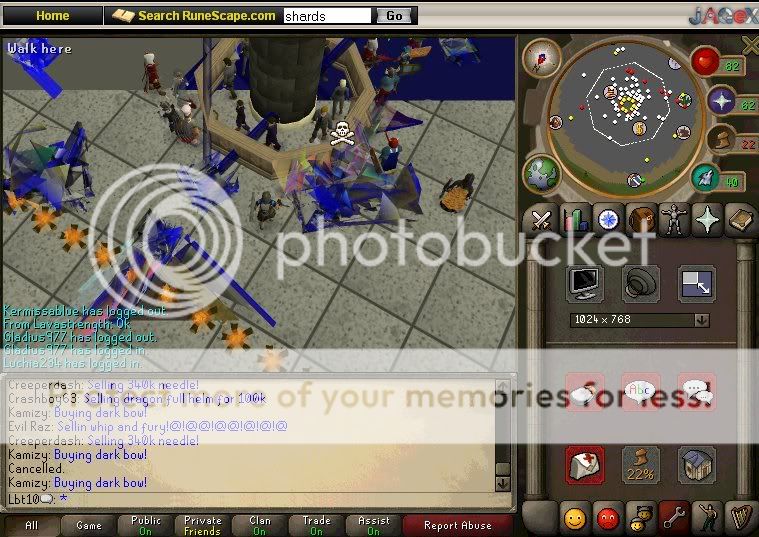 Home
Search RuneScape.com
shards
Go
JAGeX
Walk here
82
62
22
40
photobucket
1024 x 768
Kermissablue has logged out.
From Lavastrength: Ok
Gladius977 has logged out.
Gladius977 has logged in.
Luchia234 has logged in.
of your memories for less.
Creeperdash: Selling 340k needle!
Crashboy63: Selling dragon full helm for 100k
Kamizy: Buying dark bow!
Evil Raz: Sellin whip and fury!@!@@!@@!@!@!@
Creeperdash: Selling 340k needle!
Kamizy: Buying dark bow!
Cancelled.
Kamizy: Buying dark bow!
Lbt10: *
Abc
22%
All
Game
Public
On
Private
Friends
Clan
On
Trade
On
Assist
On
Report Abuse